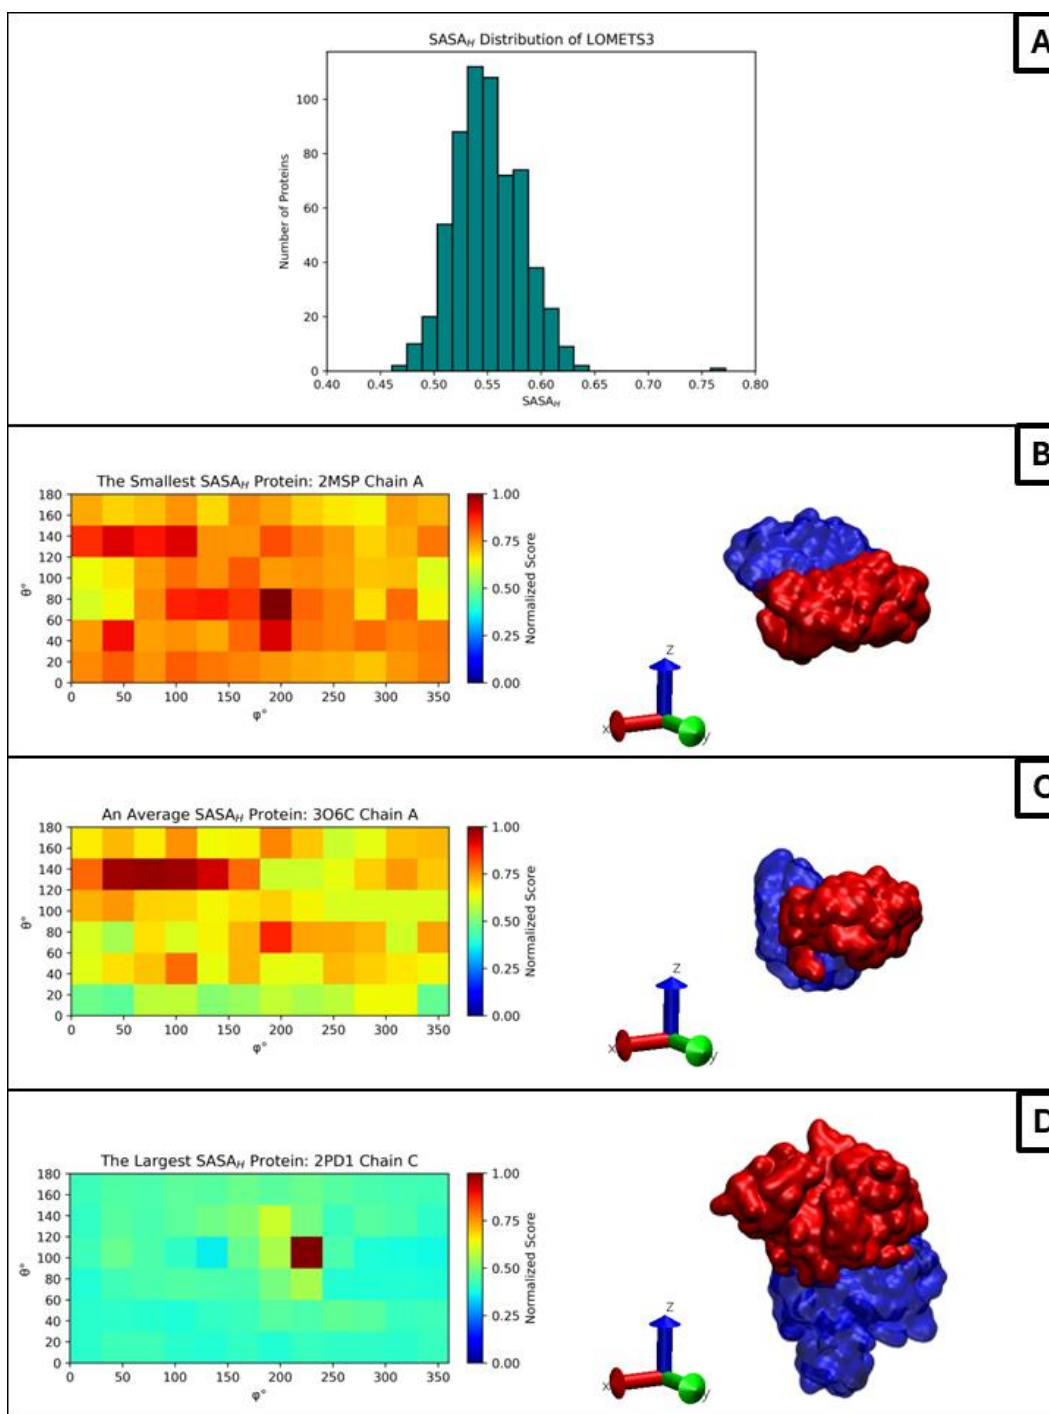 A
SASA_H Distribution of LOMETS3
Number of Proteins
100
80
60
40
20
0
0.40 0.45 0.50 0.55 0.60 0.65 0.70 0.75 0.80
SASA_H
B
The Smallest SASA_H Protein: 2MSP Chain A
θ°
180
160
140
120
100
80
60
40
20
0
0 50 100 150 200 250 300 350
φ°
1.00
0.75
0.50
0.25
0.00
Normalized Score
z
x
y
C
An Average SASA_H Protein: 3O6C Chain A
θ°
180
160
140
120
100
80
60
40
20
0
0 50 100 150 200 250 300 350
φ°
1.00
0.75
0.50
0.25
0.00
Normalized Score
z
x
y
D
The Largest SASA_H Protein: 2PD1 Chain C
θ°
180
160
140
120
100
80
60
40
20
0
0 50 100 150 200 250 300 350
φ°
1.00
0.75
0.50
0.25
0.00
Normalized Score
z
x
y